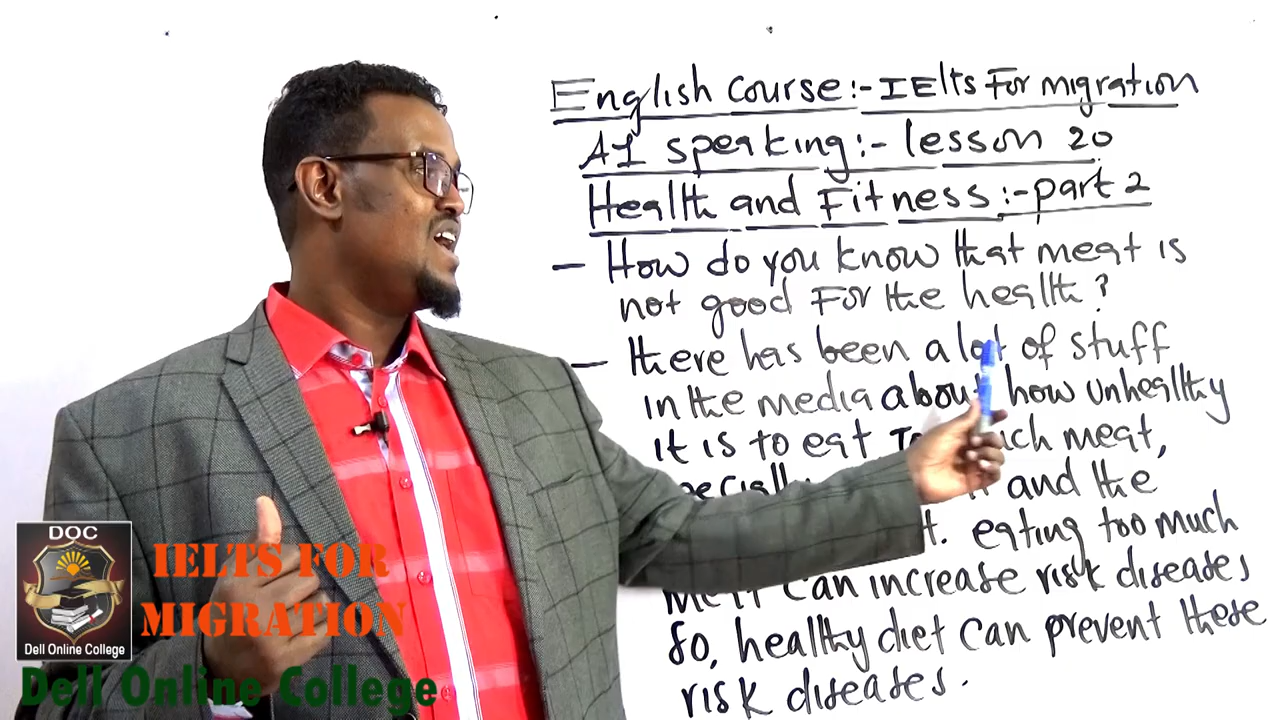 English course:- IElts For migration
A1 speaking:- lesson 20
Health and Fitness:- part 2
- How do you know that meat is
not good For the health?
- there has been a lot of stuff
in the media about how unhealthy
it is to eat meat,
and the
eating too much
can increase risk diseases
So, healthy diet can prevent these
risk diseases.
DOC
Dell Online College
IELTS FOR
MIGRATION
Dell Online College